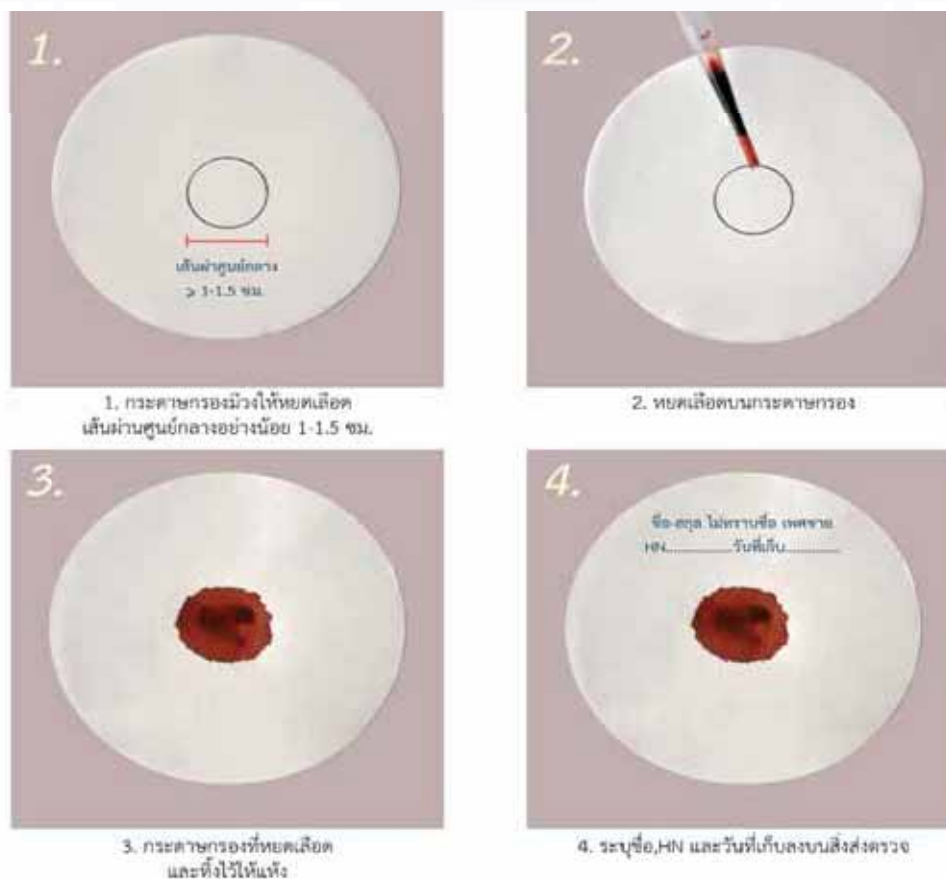 1.
เส้นผ่าศูนย์กลาง
⩾ 1-1.5 ซม.
1. กระดาษกรองมีวงให้หยดเลือด
เส้นผ่านศูนย์กลางอย่างน้อย 1-1.5 ซม.
2.
2. หยดเลือดบนกระดาษกรอง
3.
3. กระดาษกรองที่หยดเลือด
และทิ้งไว้ให้แห้ง
4.
ชื่อ-สกุล ไม่ทราบชื่อ เพศชาย
HN..............วันที่เก็บ..............
4. ระบุชื่อ,HN และวันที่เก็บลงบนสิ่งส่งตรวจ